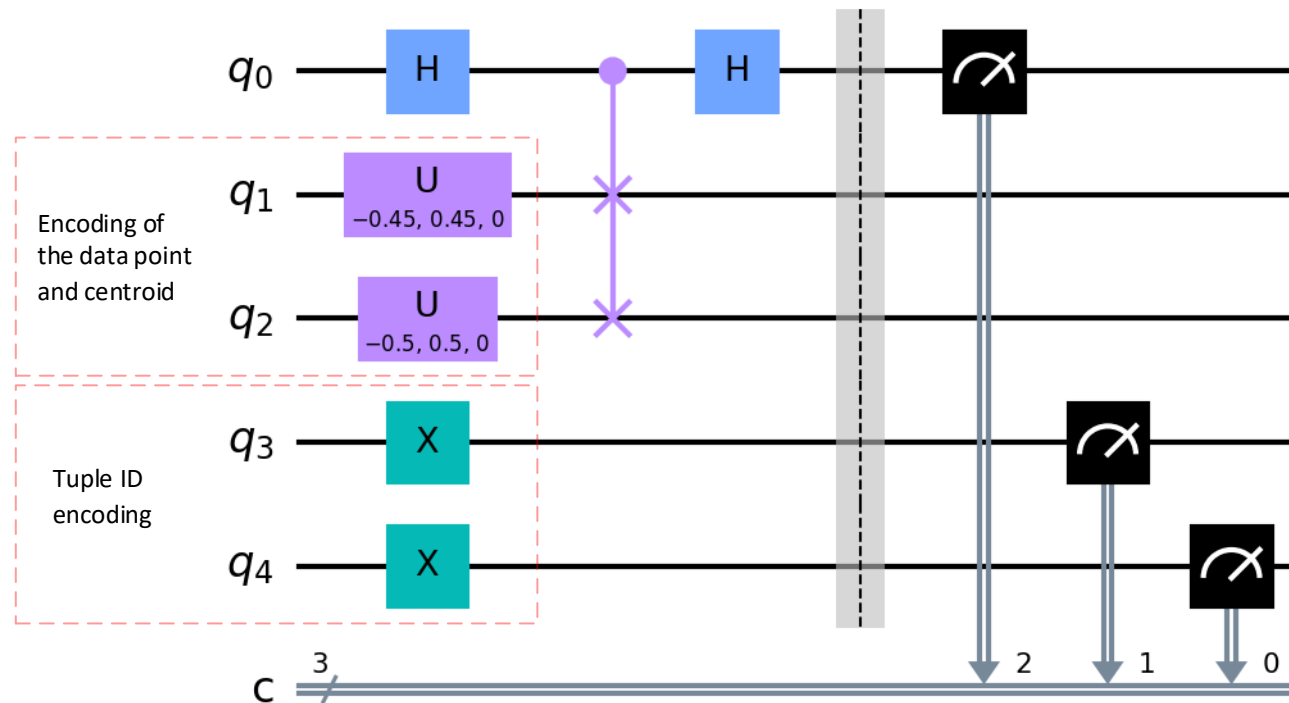 q0 H H
q1 U
−0.45, 0.45, 0
Encoding of
the data point
and centroid
q2 U
−0.5, 0.5, 0
q3 X
Tuple ID
encoding
q4 X
c 3 2 1 0